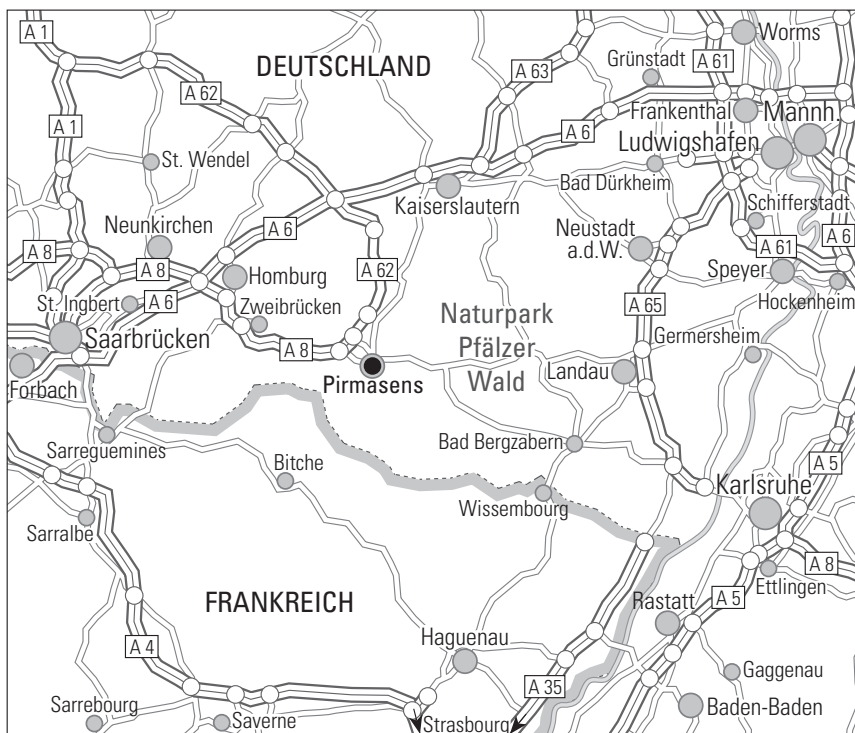 A 1
Worms
DEUTSCHLAND
A 63
A 61
Grünstadt
A 62
A 1
A 6
Frankenthal
Mannh.
Ludwigshafen
St. Wendel
Bad Dürkheim
Kaiserslautern
Schifferstadt
Neunkirchen
A 6
Neustadt
a.d.W.
A 61
A 6
A 8
A 8
Homburg
A 62
Speyer
St. Ingbert
A 6
Zweibrücken
Hockenheim
A 65
Naturpark
Pfälzer
Wald
Saarbrücken
Germersheim
A 8
Forbach
Pirmasens
Landau
Sarreguemines
Bad Bergzabern
Bitche
A 5
Karlsruhe
Wissembourg
Sarralbe
A 8
Ettlingen
FRANKREICH
Rastatt
A 5
A 4
Haguenau
Gaggenau
A 35
Sarrebourg
Saverne
Strasbourg
Baden-Baden